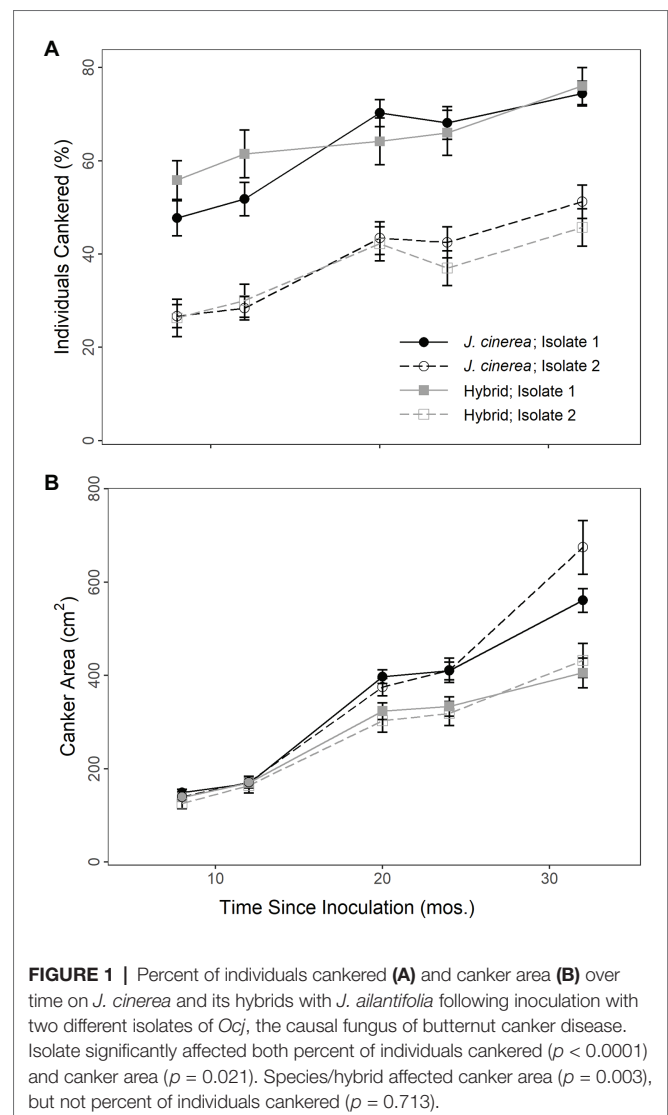 A
80
60
40
20
0
Individuals Cankered (%)
J. cinerea; Isolate 1
J. cinerea; Isolate 2
Hybrid; Isolate 1
Hybrid; Isolate 2
B
800
600
400
200
0
Canker Area (cm²)
10 20 30
Time Since Inoculation (mos.)
FIGURE 1 | Percent of individuals cankered (A) and canker area (B) over
time on J. cinerea and its hybrids with J. ailantifolia following inoculation with
two different isolates of Ocj, the causal fungus of butternut canker disease.
Isolate significantly affected both percent of individuals cankered (p < 0.0001)
and canker area (p = 0.021). Species/hybrid affected canker area (p = 0.003),
but not percent of individuals cankered (p = 0.713).